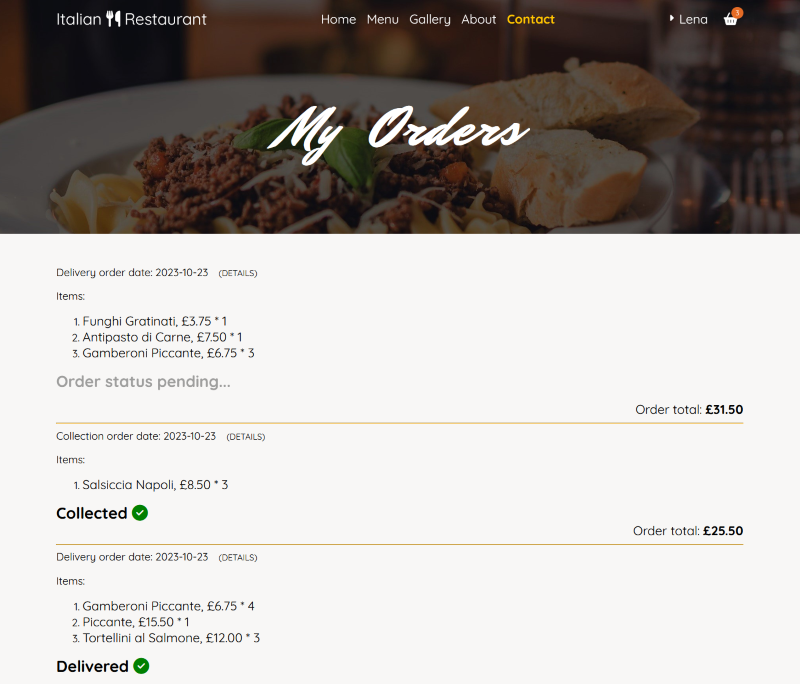 Italian Restaurant Home Menu Gallery About Contact Lena 3
My Orders
Delivery order date: 2023-10-23 (DETAILS)
Items:
1. Funghi Gratinati, £3.75 * 1
2. Antipasto di Carne, £7.50 * 1
3. Gamberoni Piccante, £6.75 * 3
Order status pending...
Order total: £31.50
Collection order date: 2023-10-23 (DETAILS)
Items:
1. Salsiccia Napoli, £8.50 * 3
Collected
Order total: £25.50
Delivery order date: 2023-10-23 (DETAILS)
Items:
1. Gamberoni Piccante, £6.75 * 4
2. Piccante, £15.50 * 1
3. Tortellini al Salmone, £12.00 * 3
Delivered